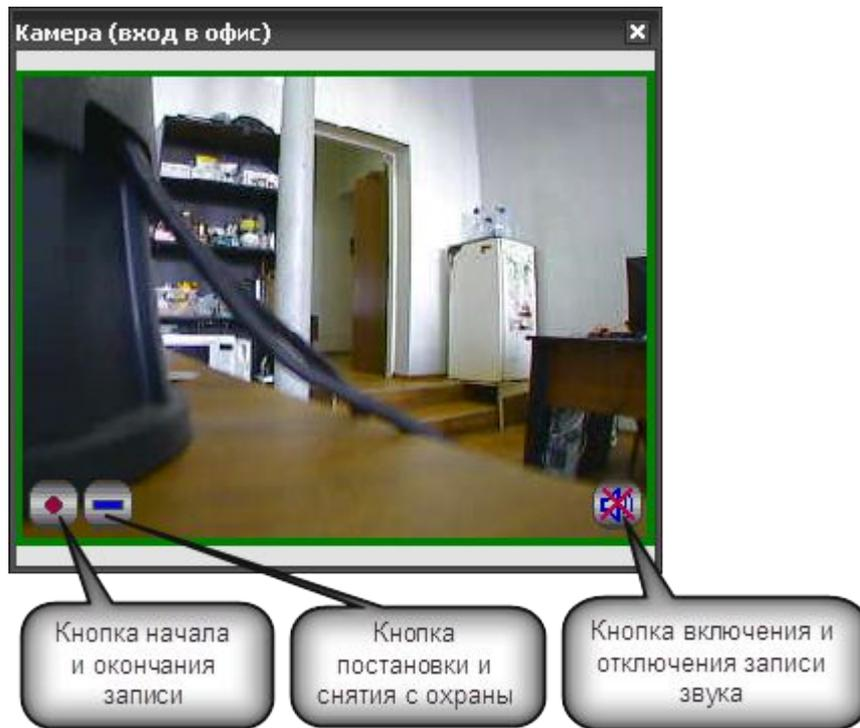 Камера (вход в офис)
Кнопка начала
и окончания
записи
Кнопка
постановки и
снятия с охраны
Кнопка включения и
отключения записи
звука